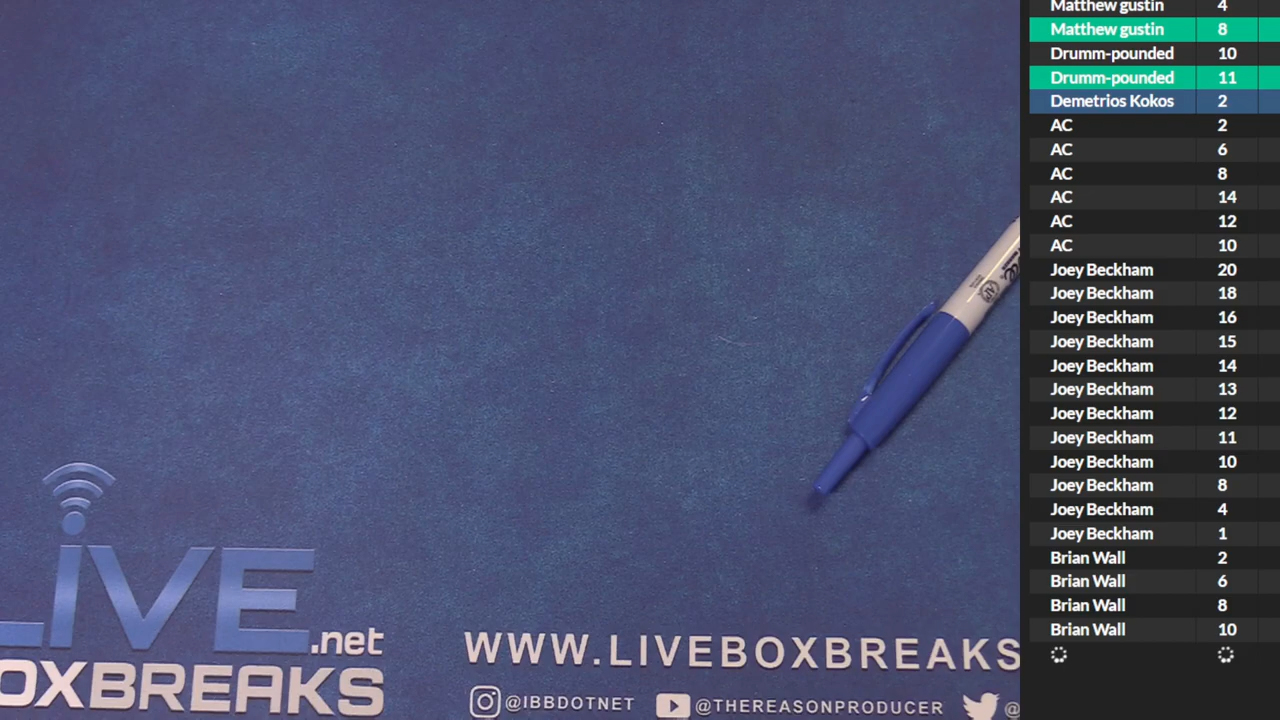 Matthew gustin 4
Matthew gustin 8
Drumm-pounded 10
Drumm-pounded 11
Demetrios Kokos 2
AC 2
AC 6
AC 8
AC 14
AC 12
AC 10
Joey Beckham 20
Joey Beckham 18
Joey Beckham 16
Joey Beckham 15
Joey Beckham 14
Joey Beckham 13
Joey Beckham 12
Joey Beckham 11
Joey Beckham 10
Joey Beckham 8
Joey Beckham 4
Joey Beckham 1
Brian Wall 2
Brian Wall 6
Brian Wall 8
Brian Wall 10
LIVE.net
OXBREAKS
WWW.LIVEBOXBREAKS
@IBBDOTNET @THEREASONPRODUCER @